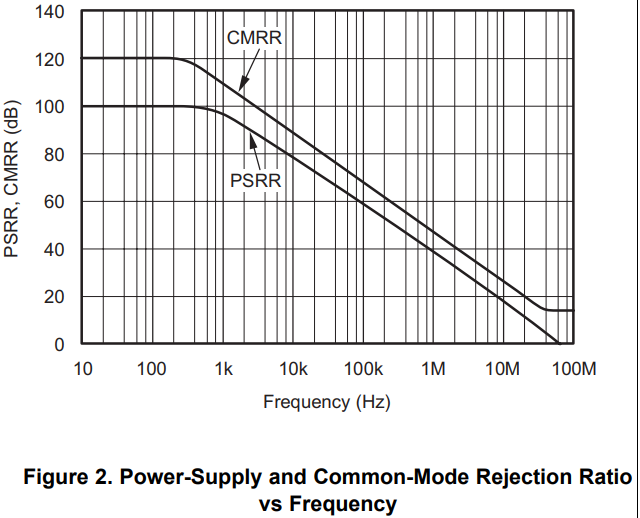 140
120
100
80
60
40
20
0
PSRR, CMRR (dB)
CMRR
PSRR
10 100 1k 10k 100k 1M 10M 100M
Frequency (Hz)
Figure 2. Power-Supply and Common-Mode Rejection Ratio
vs Frequency